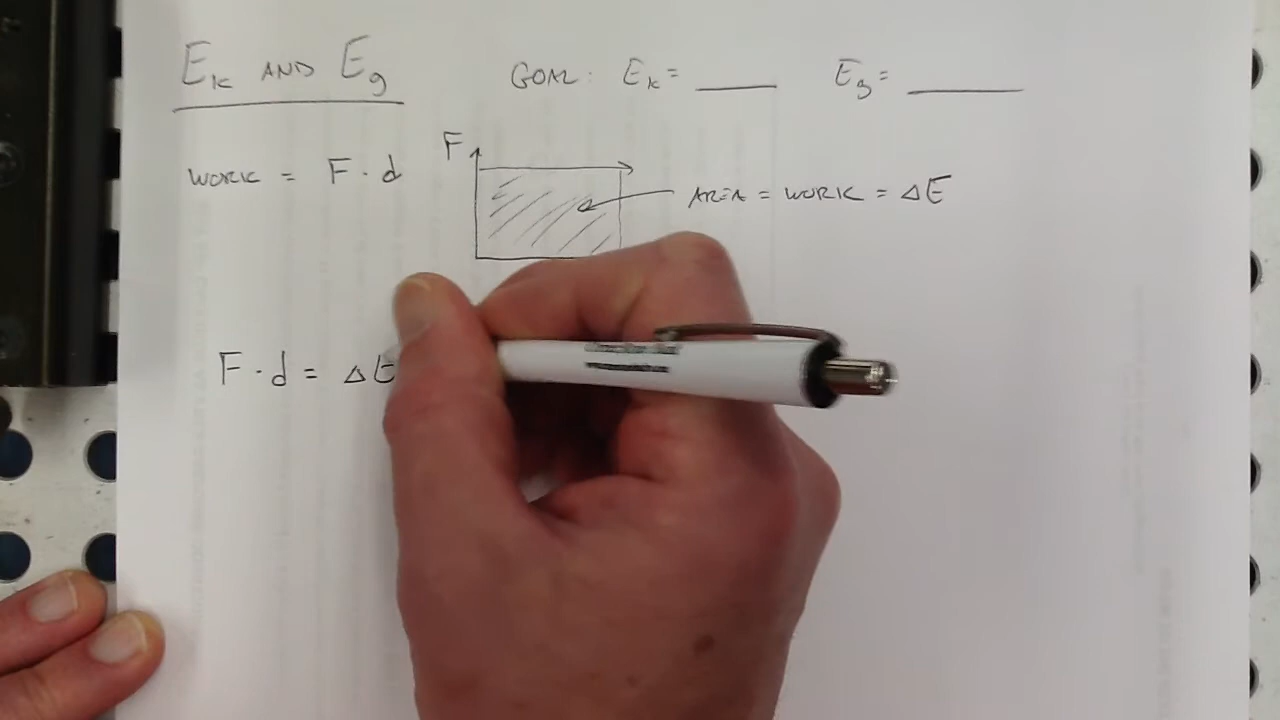 Ek AND Eg
GOAL: Ek = ____ Eg = ____
WORK = F · d
F
AREA = WORK = ΔE
F · d = ΔE